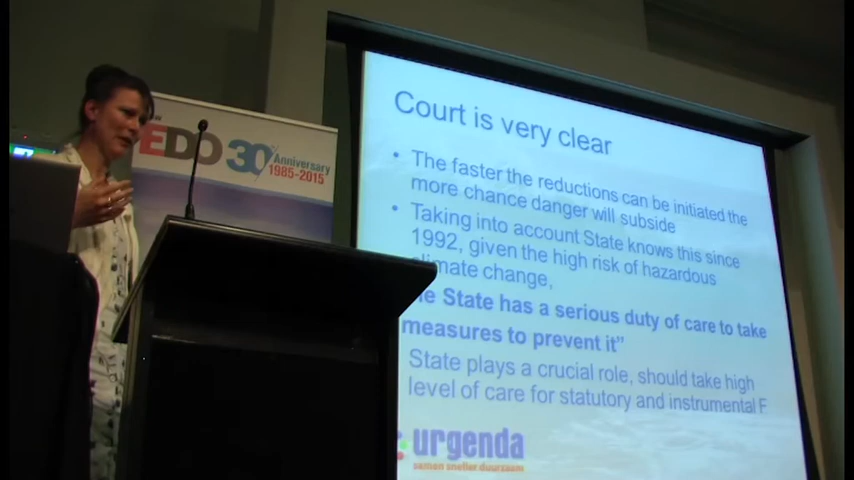 EDO 30
Anniversary
1985-2015
Court is very clear
• The faster the reductions can be initiated the
more chance danger will subside
• Taking into account State knows this since
1992, given the high risk of hazardous
climate change,
State has a serious duty of care to take
measures to prevent it”
State plays a crucial role, should take high
level of care for statutory and instrumental F
urgenda
samen sneller duurzaam